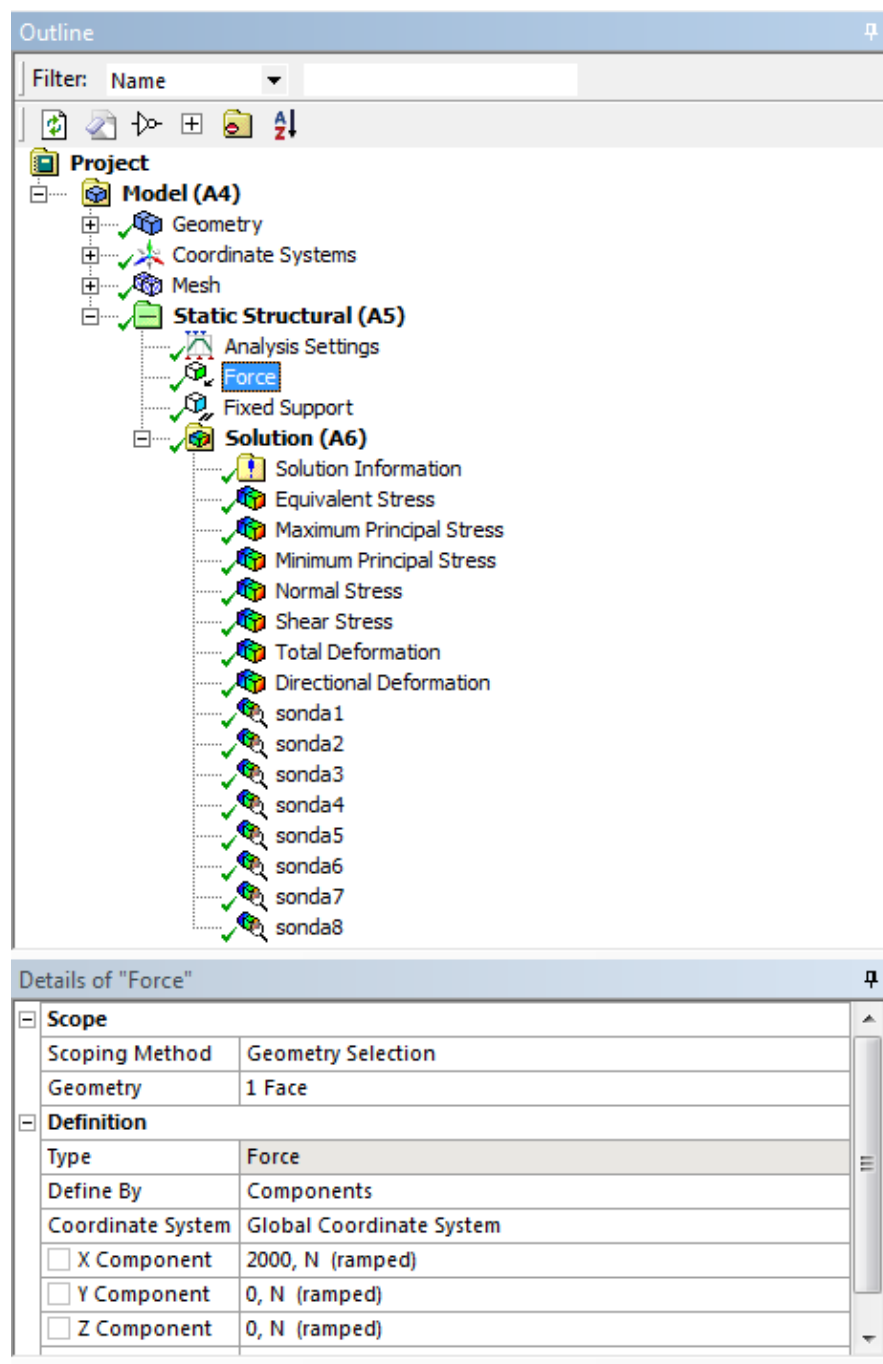 Outline
Filter: Name
Project
Model (A4)
Geometry
Coordinate Systems
Mesh
Static Structural (A5)
Analysis Settings
Force
Fixed Support
Solution (A6)
Solution Information
Equivalent Stress
Maximum Principal Stress
Minimum Principal Stress
Normal Stress
Shear Stress
Total Deformation
Directional Deformation
sonda1
sonda2
sonda3
sonda4
sonda5
sonda6
sonda7
sonda8
Details of "Force"
Scope
Scoping Method Geometry Selection
Geometry 1 Face
Definition
Type Force
Define By Components
Coordinate System Global Coordinate System
X Component 2000, N (ramped)
Y Component 0, N (ramped)
Z Component 0, N (ramped)